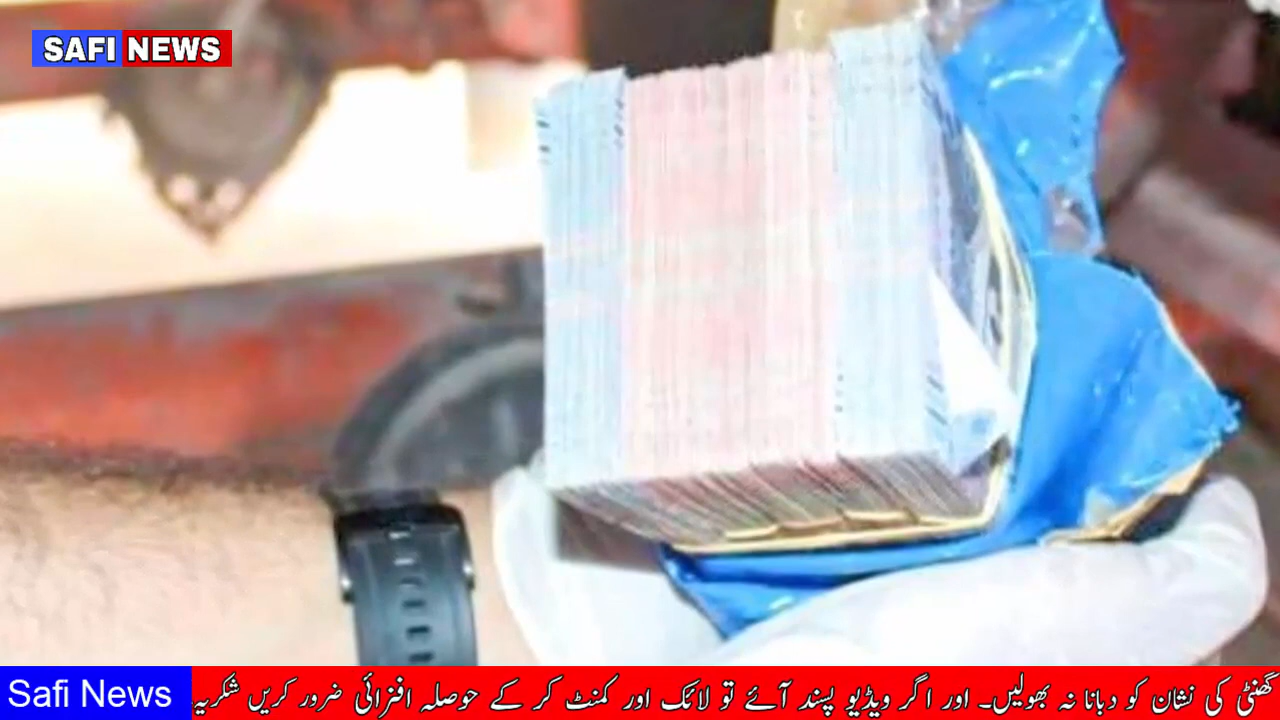 SAFI NEWS
Safi News
گھنٹی کی نشان کو دبانا نہ بھولیں۔ اور اگر ویڈیو پسند آئے تو لائک اور کمنٹ کر کے حوصلہ افزائی ضرور کریں شکریہ